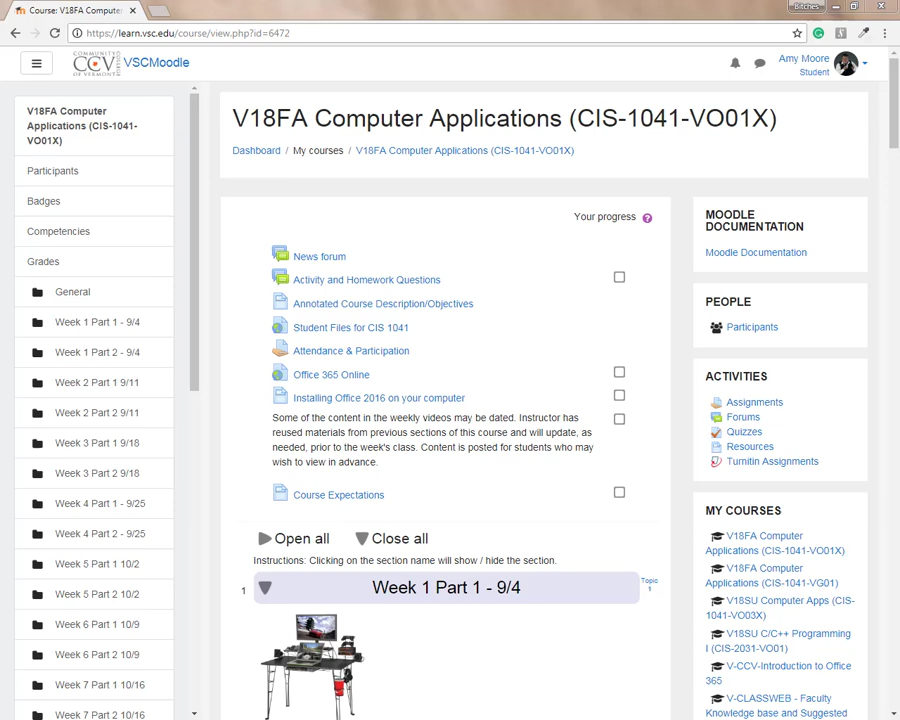 Course: V18FA Computer
Bitches
https://learn.vsc.edu/course/view.php?id=6472
COMMUNITY COLLEGE
CCV
OF VERMONT
VSCMoodle
Amy Moore
Student
V18FA Computer
Applications (CIS-1041-
VO01X)
Participants
Badges
Competencies
Grades
General
Week 1 Part 1 - 9/4
Week 1 Part 2 - 9/4
Week 2 Part 1 9/11
Week 2 Part 2 9/11
Week 3 Part 1 9/18
Week 3 Part 2 9/18
Week 4 Part 1 - 9/25
Week 4 Part 2 - 9/25
Week 5 Part 1 10/2
Week 5 Part 2 10/2
Week 6 Part 1 10/9
Week 6 Part 2 10/9
Week 7 Part 1 10/16
Week 7 Part 2 10/16
V18FA Computer Applications (CIS-1041-VO01X)
Dashboard / My courses / V18FA Computer Applications (CIS-1041-VO01X)
Your progress
News forum
Activity and Homework Questions
Annotated Course Description/Objectives
Student Files for CIS 1041
Attendance & Participation
Office 365 Online
Installing Office 2016 on your computer
Some of the content in the weekly videos may be dated. Instructor has
reused materials from previous sections of this course and will update, as
needed, prior to the week's class. Content is posted for students who may
wish to view in advance.
Course Expectations
Open all Close all
Instructions: Clicking on the section name will show / hide the section.
1
Week 1 Part 1 - 9/4
Topic
1
MOODLE
DOCUMENTATION
Moodle Documentation
PEOPLE
Participants
ACTIVITIES
Assignments
Forums
Quizzes
Resources
Turnitin Assignments
MY COURSES
V18FA Computer
Applications (CIS-1041-VO01X)
V18FA Computer
Applications (CIS-1041-VG01)
V18SU Computer Apps (CIS-
1041-VO03X)
V18SU C/C++ Programming
I (CIS-2031-VO01)
V-CCV-Introduction to Office
365
V-CLASSWEB - Faculty
Knowledge base and Suggested